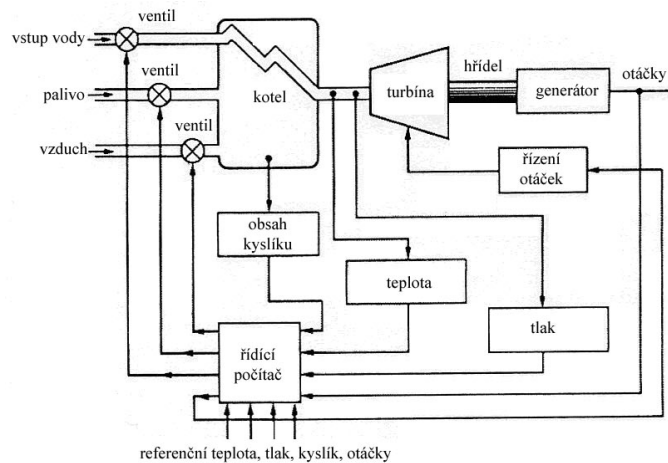 ventil
vstup vody
ventil
hřídel
otáčky
palivo
kotel
turbína
generátor
ventil
vzduch
řízení
otáček
obsah
kyslíku
teplota
tlak
řídící
počítač
referenční teplota, tlak, kyslík, otáčky